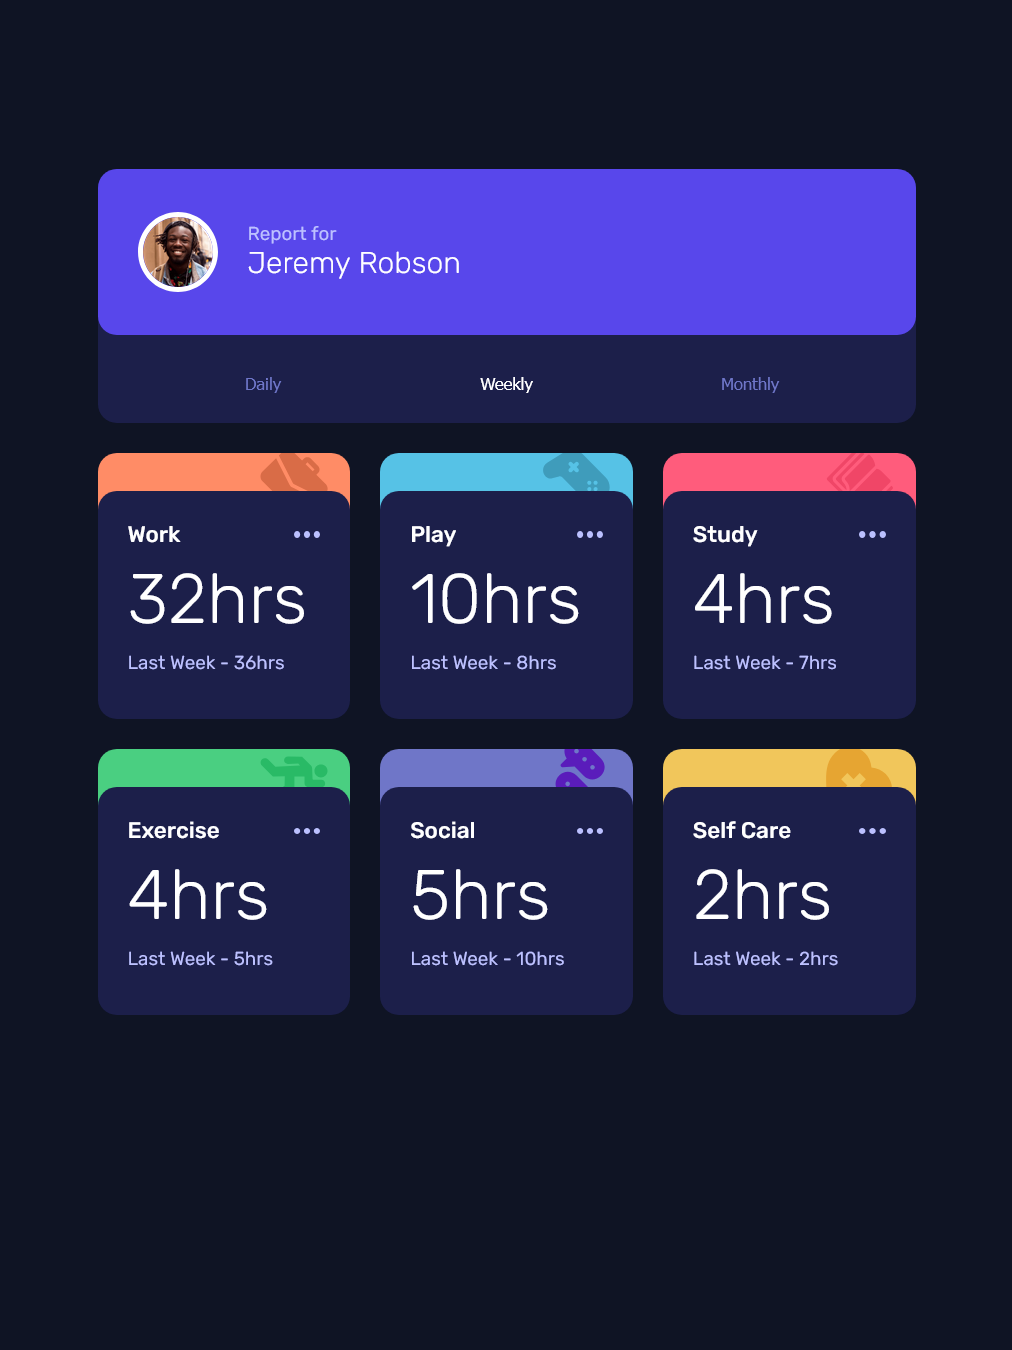 Report for
Jeremy Robson
Daily
Weekly
Monthly
Work
32hrs
Last Week - 36hrs
Play
10hrs
Last Week - 8hrs
Study
4hrs
Last Week - 7hrs
Exercise
4hrs
Last Week - 5hrs
Social
5hrs
Last Week - 10hrs
Self Care
2hrs
Last Week - 2hrs